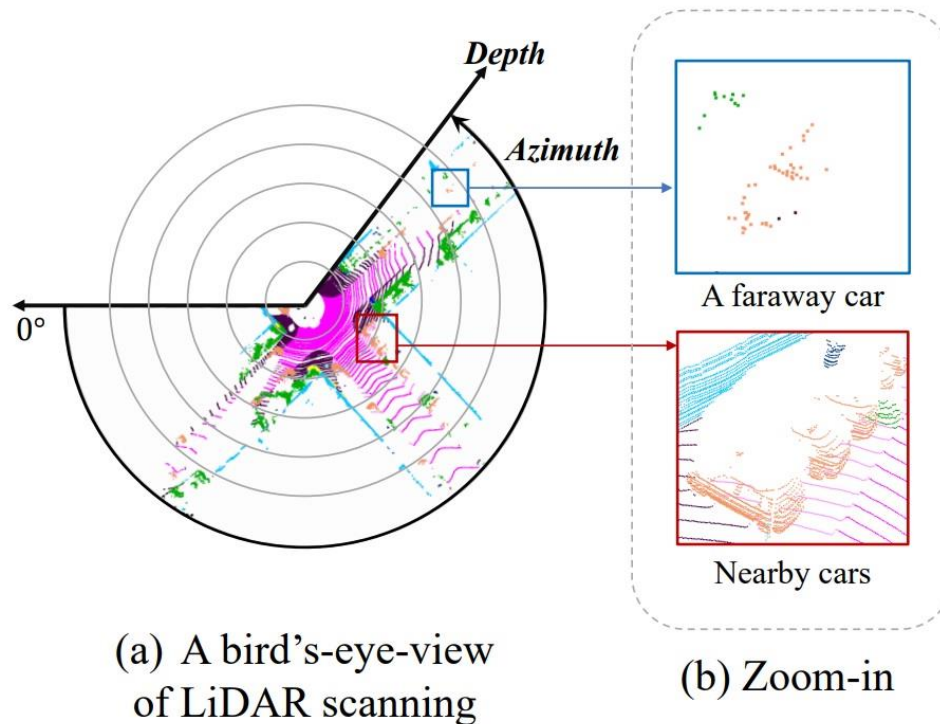 Depth
Azimuth
0°
A faraway car
Nearby cars
(a) A bird’s-eye-view
of LiDAR scanning
(b) Zoom-in